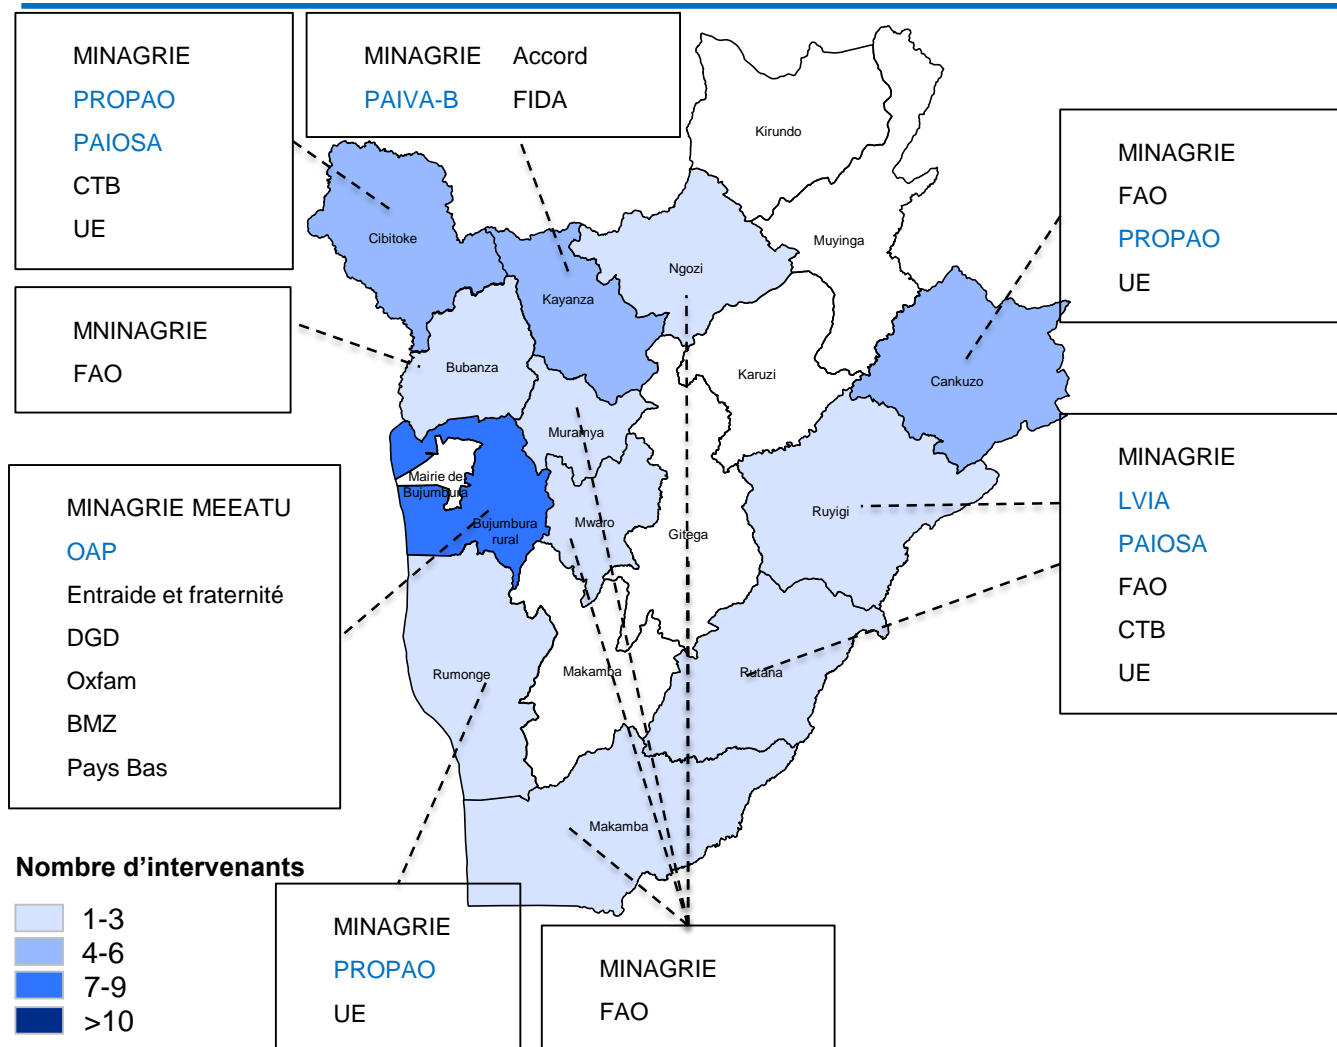 MINAGRIE
PROPAO
PAIOSA
CTB
UE
MINAGRIE Accord
PAIVA-B FIDA
MINAGRIE
FAO
PROPAO
UE
MNINAGRIE
FAO
MINAGRIE
LVIA
PAIOSA
FAO
CTB
UE
MINAGRIE MEEATU
OAP
Entraide et fraternité
DGD
Oxfam
BMZ
Pays Bas
Kirundo
Cibitoke
Ngozi
Muyinga
Kayanza
Bubanza
Karuzi
Cankuzo
Muramya
Mairie de
Bujumbura
Bujumbura
rural
Mwaro
Gitega
Ruyigi
Rumonge
Makamba
Rutana
Makamba
Nombre d’intervenants
1-3
4-6
7-9
>10
MINAGRIE
PROPAO
UE
MINAGRIE
FAO